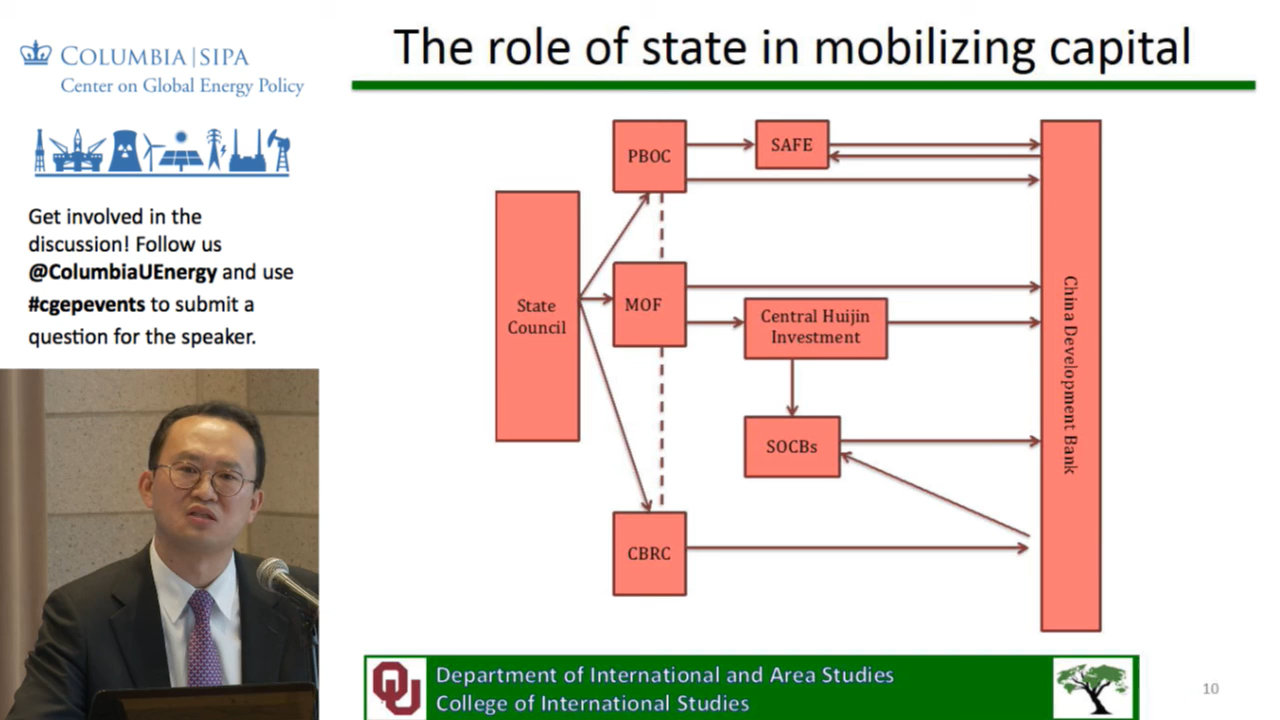 COLUMBIA | SIPA
Center on Global Energy Policy
Get involved in the
discussion! Follow us
@ColumbiaUEnergy and use
#cgepevents to submit a
question for the speaker.
The role of state in mobilizing capital
PBOC
SAFE
State
Council
MOF
Central Huijin
Investment
SOCBs
CBRC
China Development Bank
OU
Department of International and Area Studies
College of International Studies
10